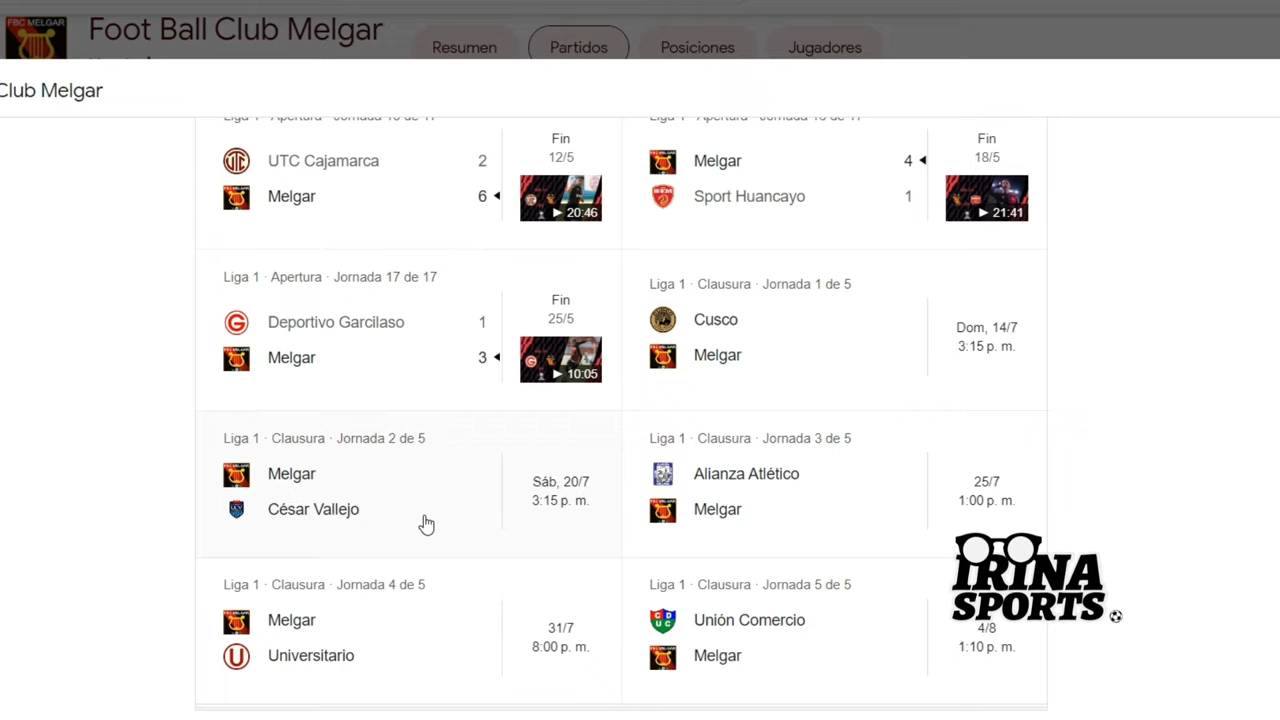 FBC MELGAR
Foot Ball Club Melgar
Resumen
Partidos
Posiciones
Jugadores
Club Melgar
UTC Cajamarca 2
Melgar 6
Fin
12/5
20:46
Melgar 4
Sport Huancayo 1
Fin
18/5
21:41
Liga 1 · Apertura · Jornada 17 de 17
Deportivo Garcilaso 1
Melgar 3
Fin
25/5
10:05
Liga 1 · Clausura · Jornada 1 de 5
Cusco
Melgar
Dom, 14/7
3:15 p. m.
Liga 1 · Clausura · Jornada 2 de 5
Melgar
César Vallejo
Sáb, 20/7
3:15 p. m.
Liga 1 · Clausura · Jornada 3 de 5
Alianza Atlético
Melgar
25/7
1:00 p. m.
Liga 1 · Clausura · Jornada 4 de 5
Melgar
Universitario
31/7
8:00 p. m.
Liga 1 · Clausura · Jornada 5 de 5
Unión Comercio
Melgar
4/8
1:10 p. m.
IRINA
SPORTS